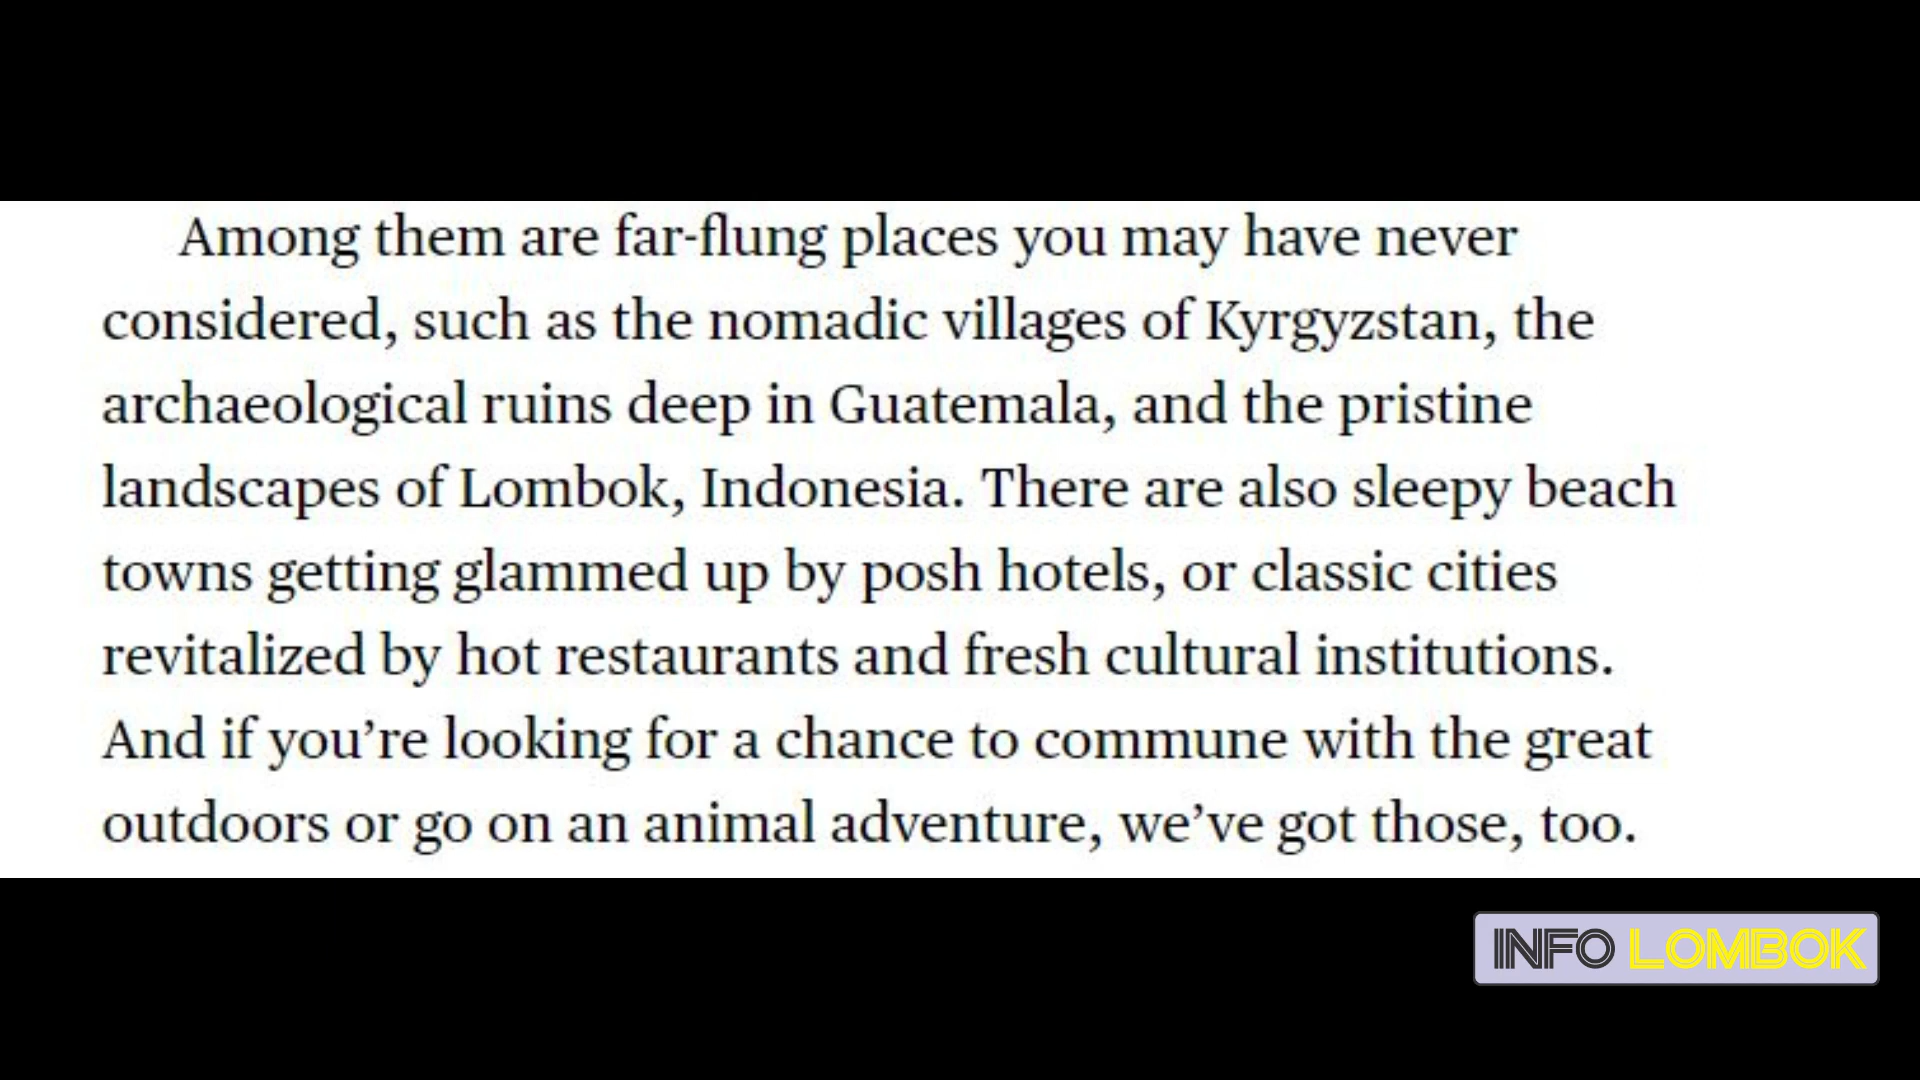 Among them are far-flung places you may have never
considered, such as the nomadic villages of Kyrgyzstan, the
archaeological ruins deep in Guatemala, and the pristine
landscapes of Lombok, Indonesia. There are also sleepy beach
towns getting glammed up by posh hotels, or classic cities
revitalized by hot restaurants and fresh cultural institutions.
And if you’re looking for a chance to commune with the great
outdoors or go on an animal adventure, we’ve got those, too.
INFO LOMBOK